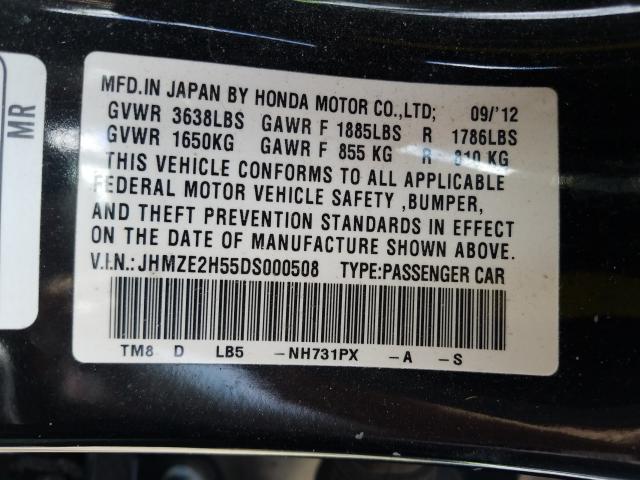 MFD.IN JAPAN BY HONDA MOTOR CO.,LTD; 09/'12
GVWR 3638LBS GAWR F 1885LBS R 1786LBS
GVWR 1650KG GAWR F 855 KG R 810 KG
THIS VEHICLE CONFORMS TO ALL APPLICABLE
FEDERAL MOTOR VEHICLE SAFETY ,BUMPER,
AND THEFT PREVENTION STANDARDS IN EFFECT
ON THE DATE OF MANUFACTURE SHOWN ABOVE.
V.I.N.: JHMZE2H55DS000508 TYPE:PASSENGER CAR
TM8 D LB5 -NH731PX -A -S
MR